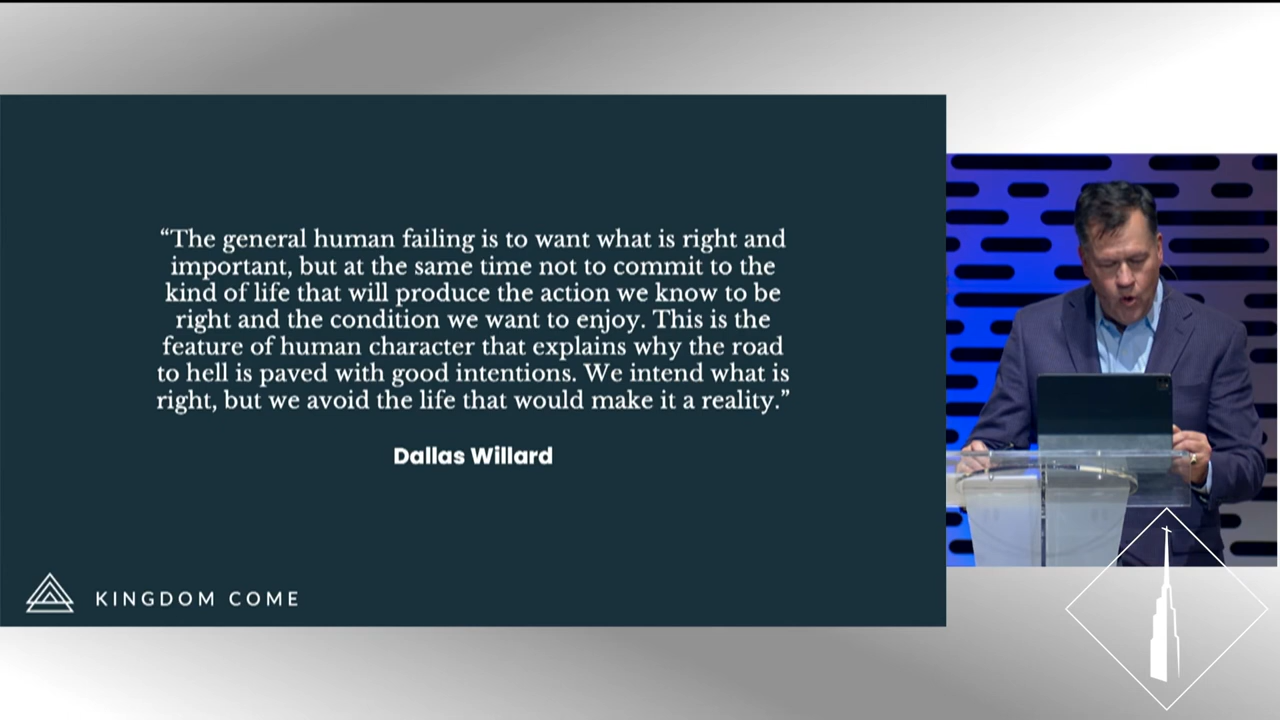 “The general human failing is to want what is right and
important, but at the same time not to commit to the
kind of life that will produce the action we know to be
right and the condition we want to enjoy. This is the
feature of human character that explains why the road
to hell is paved with good intentions. We intend what is
right, but we avoid the life that would make it a reality.”
Dallas Willard
KINGDOM COME